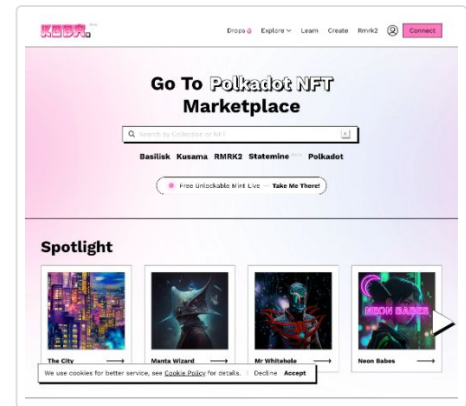 KODA.
Beta
Drops Explore Learn Create Rmrk2 Connect
Go To Polkadot NFT
Marketplace
Search by Collection or NFT
Basilisk Kusama RMRK2 Statemine Polkadot
Free Unlockable Mint Live — Take Me There!
Spotlight
NEON BABES
The City
Manta Wizard
Mr Whitehole
Neon Babes
We use cookies for better service, see Cookie Policy for details. | Decline Accept